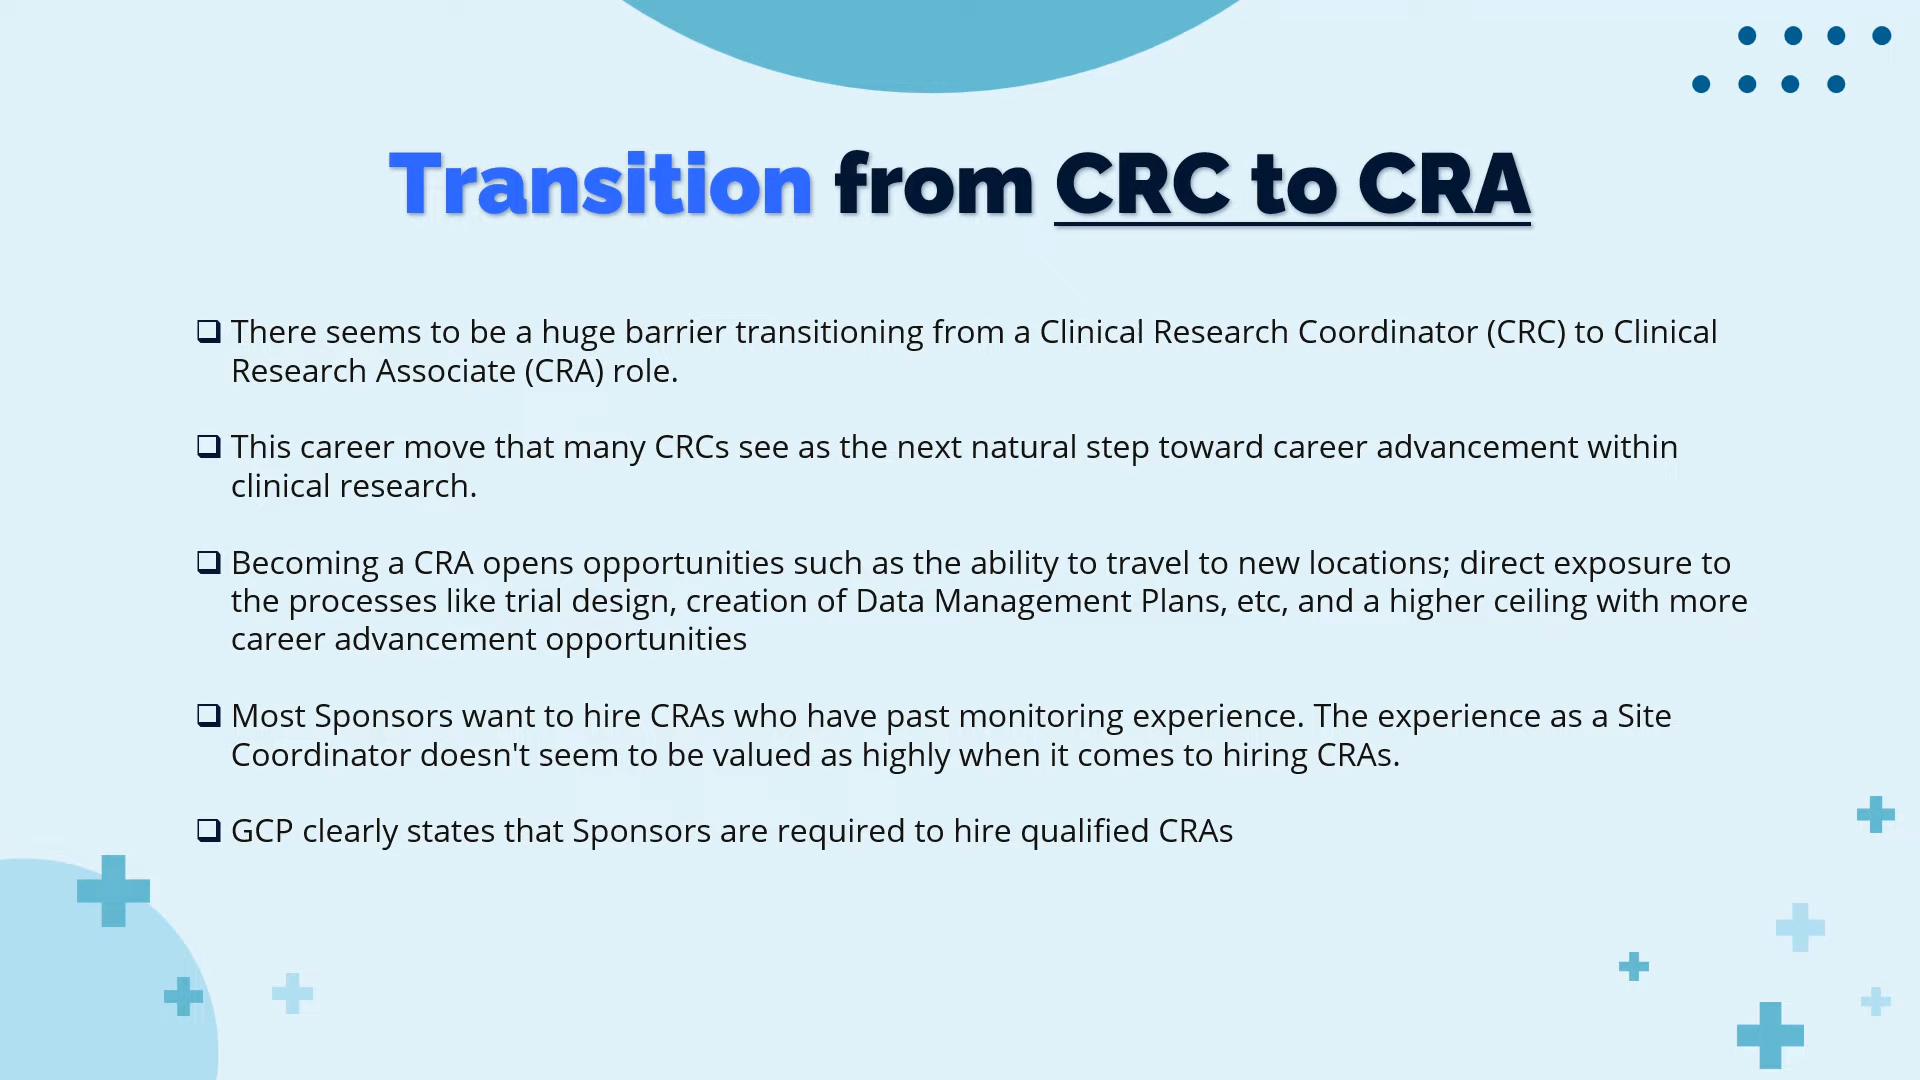 Transition from CRC to CRA
❑ There seems to be a huge barrier transitioning from a Clinical Research Coordinator (CRC) to Clinical
Research Associate (CRA) role.
❑ This career move that many CRCs see as the next natural step toward career advancement within
clinical research.
❑ Becoming a CRA opens opportunities such as the ability to travel to new locations; direct exposure to
the processes like trial design, creation of Data Management Plans, etc, and a higher ceiling with more
career advancement opportunities
❑ Most Sponsors want to hire CRAs who have past monitoring experience. The experience as a Site
Coordinator doesn't seem to be valued as highly when it comes to hiring CRAs.
❑ GCP clearly states that Sponsors are required to hire qualified CRAs